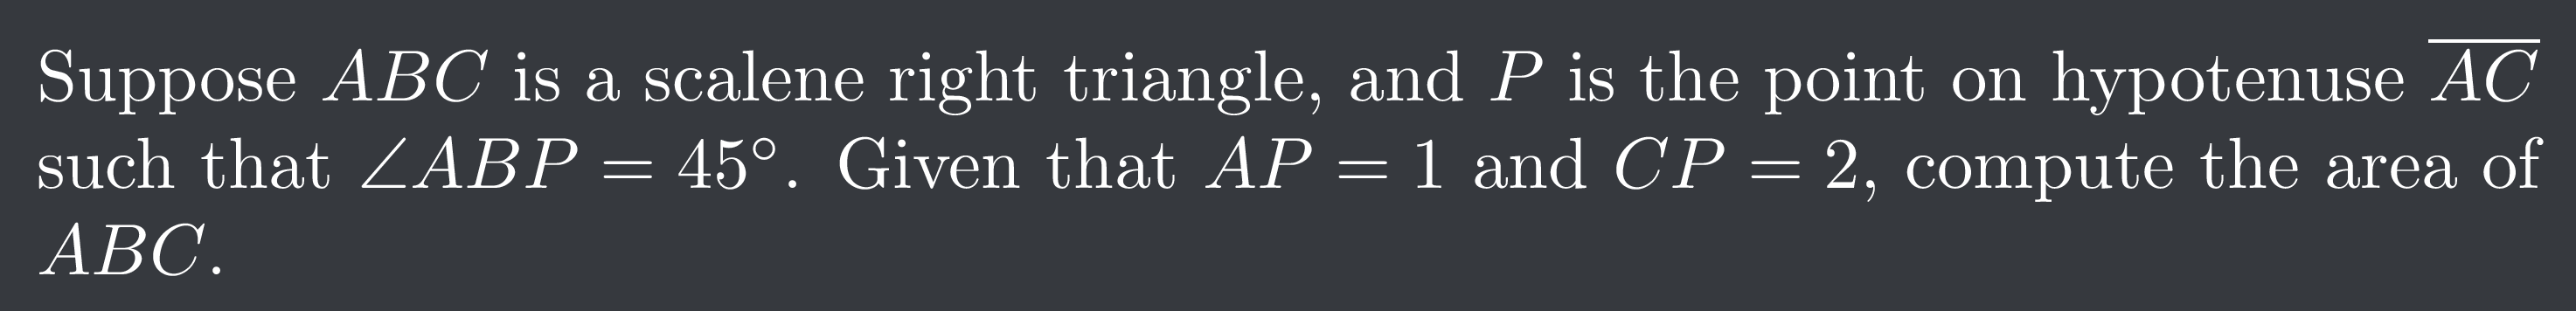 Suppose ABC is a scalene right triangle, and P is the point on hypotenuse \overline{AC}
such that ∠ABP = 45°. Given that AP = 1 and CP = 2, compute the area of
ABC.